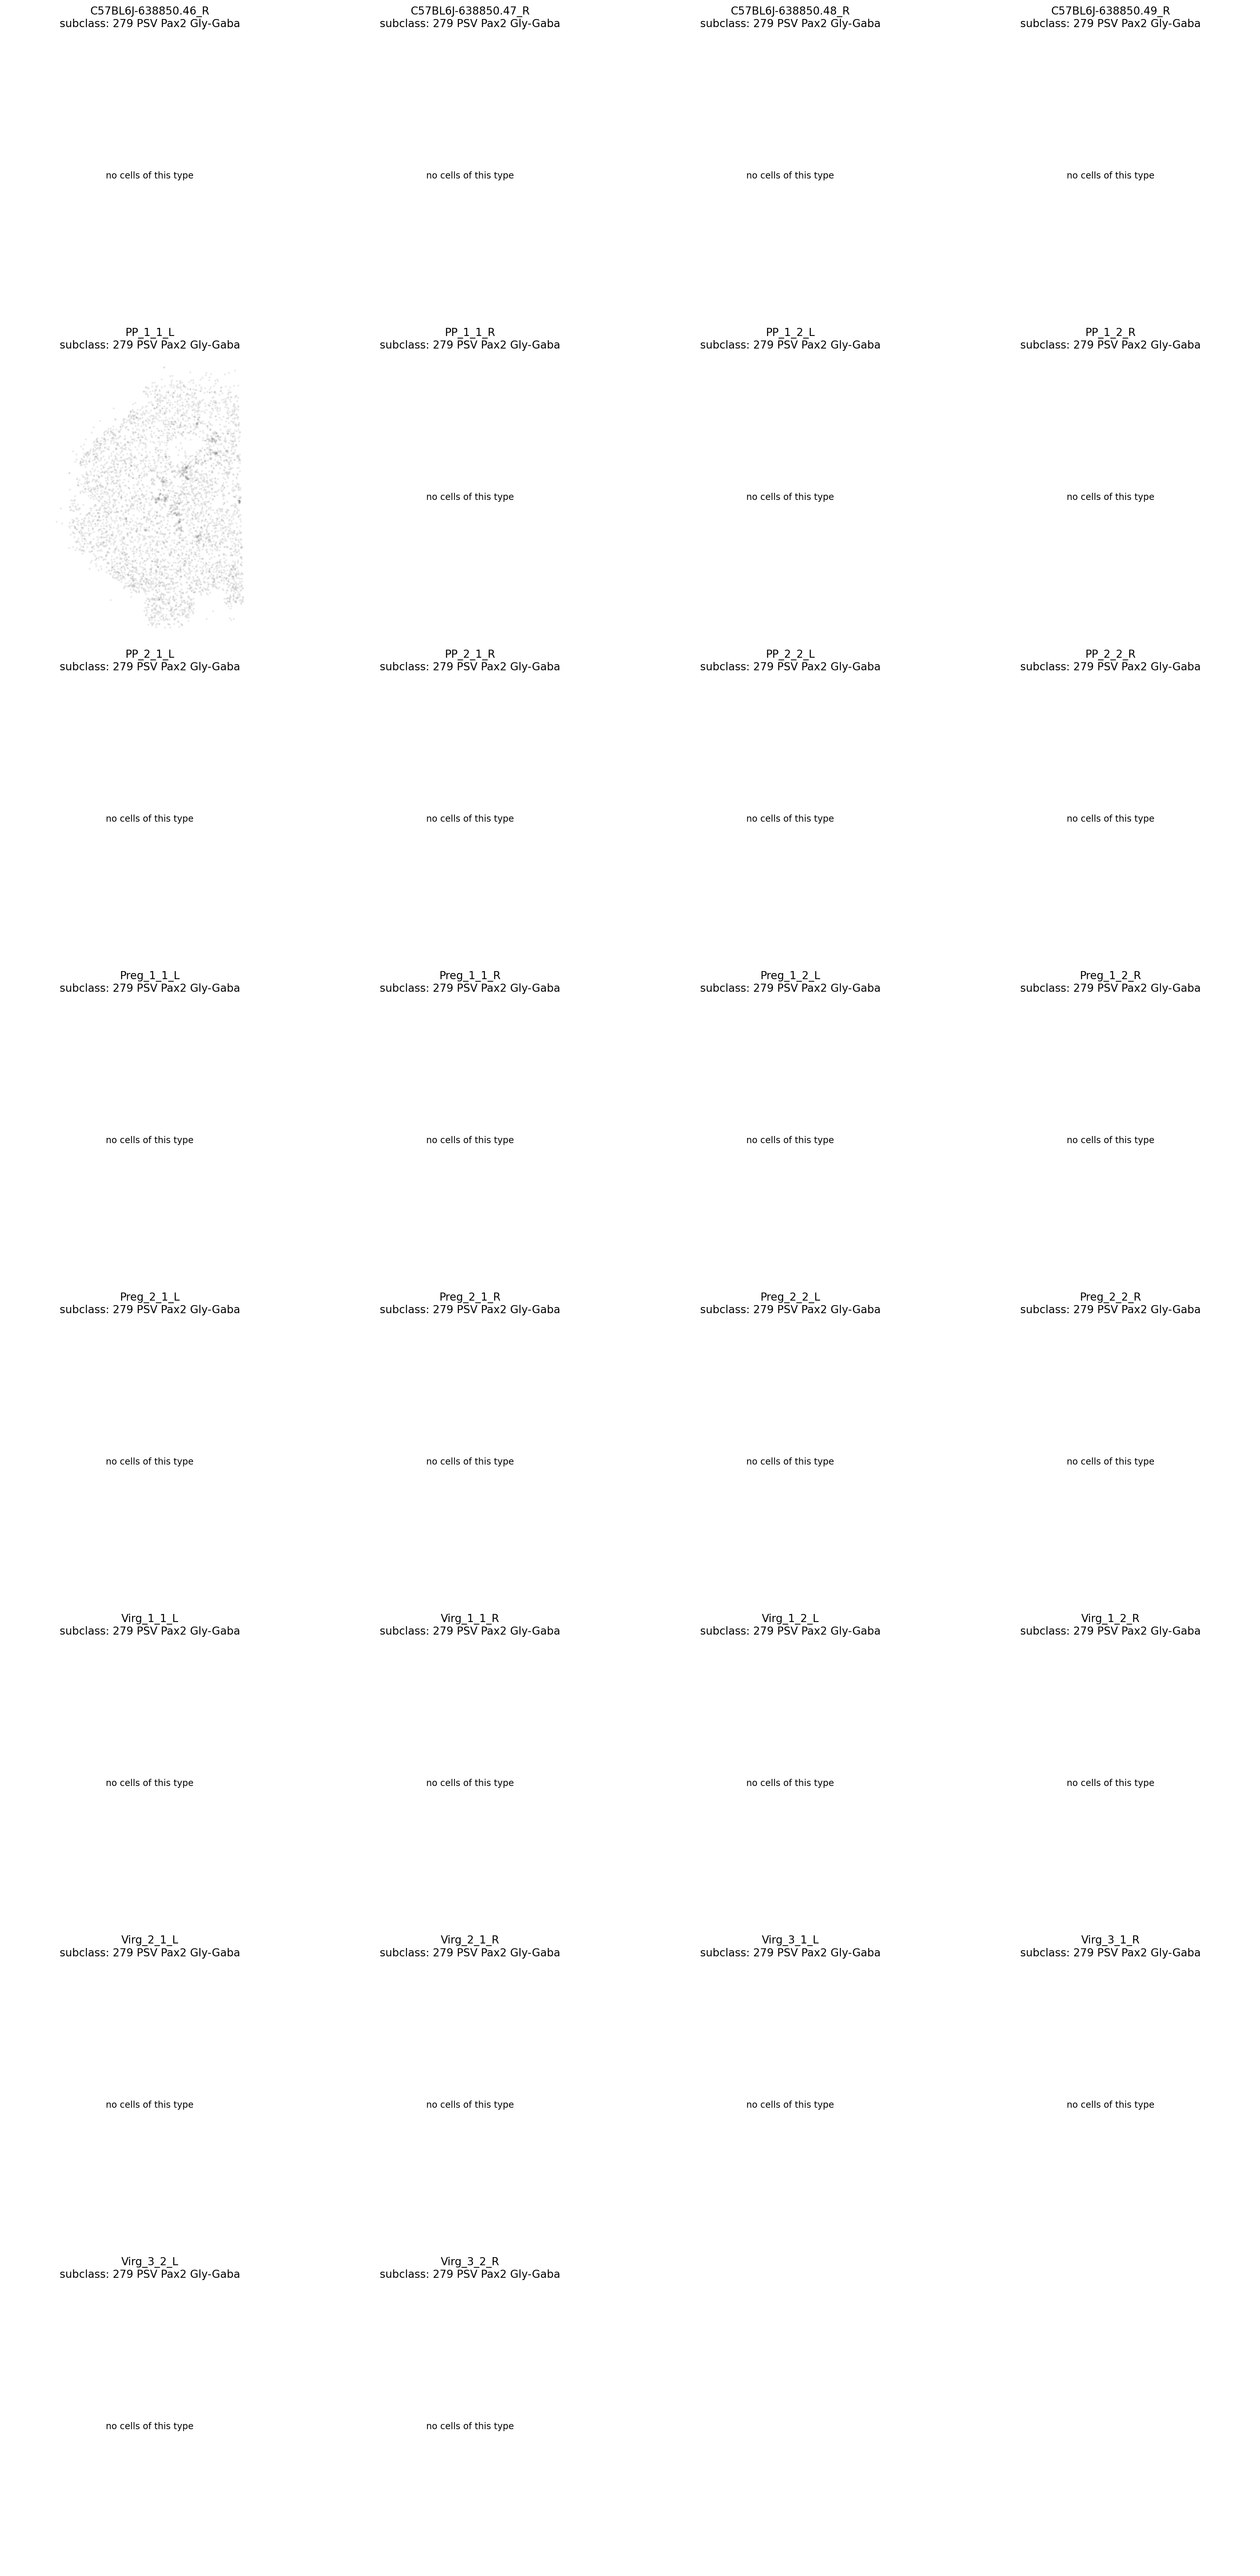 C57BL6J-638850.46_R
subclass: 279 PSV Pax2 Gly-Gaba
C57BL6J-638850.47_R
subclass: 279 PSV Pax2 Gly-Gaba
C57BL6J-638850.48_R
subclass: 279 PSV Pax2 Gly-Gaba
C57BL6J-638850.49_R
subclass: 279 PSV Pax2 Gly-Gaba
no cells of this type
no cells of this type
no cells of this type
no cells of this type
PP_1_1_L
subclass: 279 PSV Pax2 Gly-Gaba
PP_1_1_R
subclass: 279 PSV Pax2 Gly-Gaba
PP_1_2_L
subclass: 279 PSV Pax2 Gly-Gaba
PP_1_2_R
subclass: 279 PSV Pax2 Gly-Gaba
no cells of this type
no cells of this type
no cells of this type
PP_2_1_L
subclass: 279 PSV Pax2 Gly-Gaba
PP_2_1_R
subclass: 279 PSV Pax2 Gly-Gaba
PP_2_2_L
subclass: 279 PSV Pax2 Gly-Gaba
PP_2_2_R
subclass: 279 PSV Pax2 Gly-Gaba
no cells of this type
no cells of this type
no cells of this type
no cells of this type
Preg_1_1_L
subclass: 279 PSV Pax2 Gly-Gaba
Preg_1_1_R
subclass: 279 PSV Pax2 Gly-Gaba
Preg_1_2_L
subclass: 279 PSV Pax2 Gly-Gaba
Preg_1_2_R
subclass: 279 PSV Pax2 Gly-Gaba
no cells of this type
no cells of this type
no cells of this type
no cells of this type
Preg_2_1_L
subclass: 279 PSV Pax2 Gly-Gaba
Preg_2_1_R
subclass: 279 PSV Pax2 Gly-Gaba
Preg_2_2_L
subclass: 279 PSV Pax2 Gly-Gaba
Preg_2_2_R
subclass: 279 PSV Pax2 Gly-Gaba
no cells of this type
no cells of this type
no cells of this type
no cells of this type
Virg_1_1_L
subclass: 279 PSV Pax2 Gly-Gaba
Virg_1_1_R
subclass: 279 PSV Pax2 Gly-Gaba
Virg_1_2_L
subclass: 279 PSV Pax2 Gly-Gaba
Virg_1_2_R
subclass: 279 PSV Pax2 Gly-Gaba
no cells of this type
no cells of this type
no cells of this type
no cells of this type
Virg_2_1_L
subclass: 279 PSV Pax2 Gly-Gaba
Virg_2_1_R
subclass: 279 PSV Pax2 Gly-Gaba
Virg_3_1_L
subclass: 279 PSV Pax2 Gly-Gaba
Virg_3_1_R
subclass: 279 PSV Pax2 Gly-Gaba
no cells of this type
no cells of this type
no cells of this type
no cells of this type
Virg_3_2_L
subclass: 279 PSV Pax2 Gly-Gaba
Virg_3_2_R
subclass: 279 PSV Pax2 Gly-Gaba
no cells of this type
no cells of this type